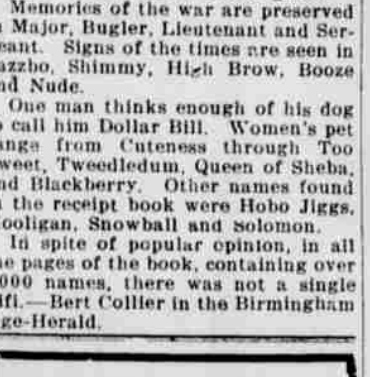 Memories of the war are preserved
Major, Bugler, Lieutenant and Ser-
eant. Signs of the times are seen in
azzbo, Shimmy, High Brow, Booze
nd Nude.
One man thinks enough of his dog
o call him Dollar Bill. Women's pet
ange from Cuteness through Too
weet, Tweedledum, Queen of Sheba,
nd Blackberry. Other names found
n the receipt book were Hobo Jiggs,
ooligan, Snowball and Solomon.
In spite of popular opinion, in all
he pages of the book, containing over
,000 names, there was not a single
ifi.—Bert Collier in the Birmingham
ge-Herald.